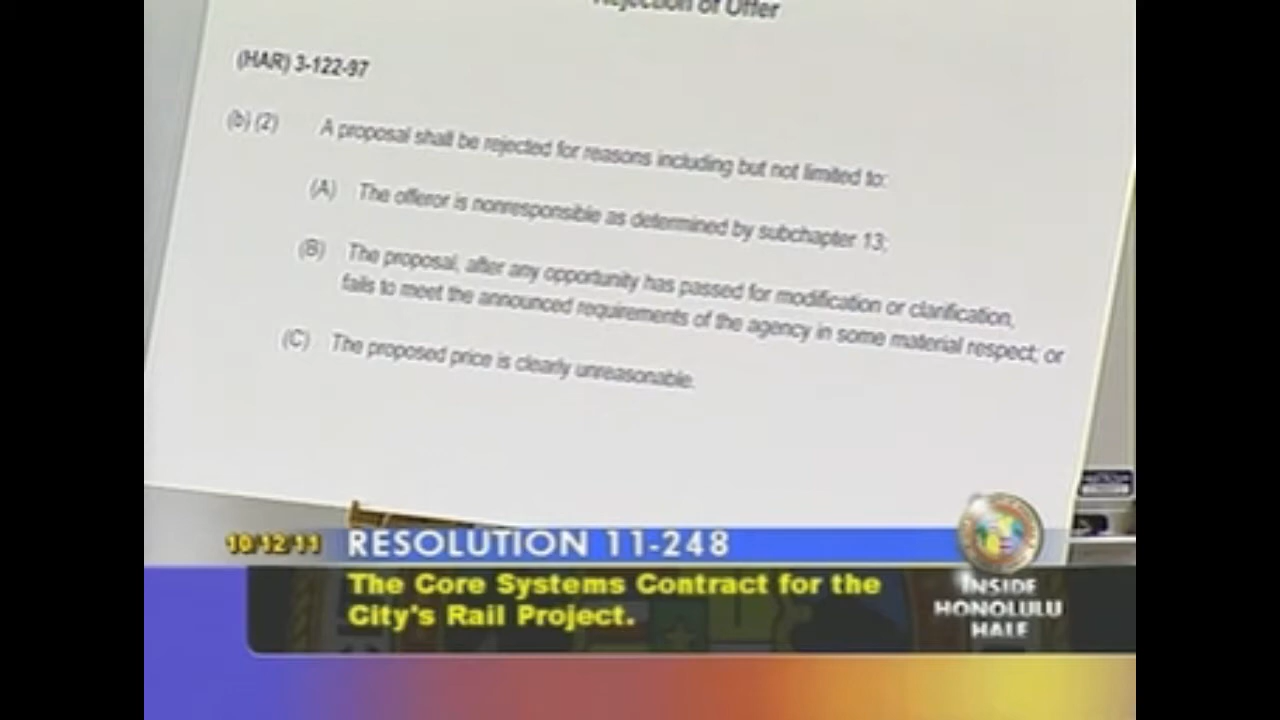 Rejection of Offer
(HAR) 3-122-97
(b) (2) A proposal shall be rejected for reasons including but not limited to:
(A) The offeror is nonresponsible as determined by subchapter 13;
(B) The proposal, after any opportunity has passed for modification or clarification,
fails to meet the announced requirements of the agency in some material respect; or
(C) The proposed price is clearly unreasonable.
10/12/11 RESOLUTION 11-248
The Core Systems Contract for the
City's Rail Project.
INSIDE
HONOLULU
HALE